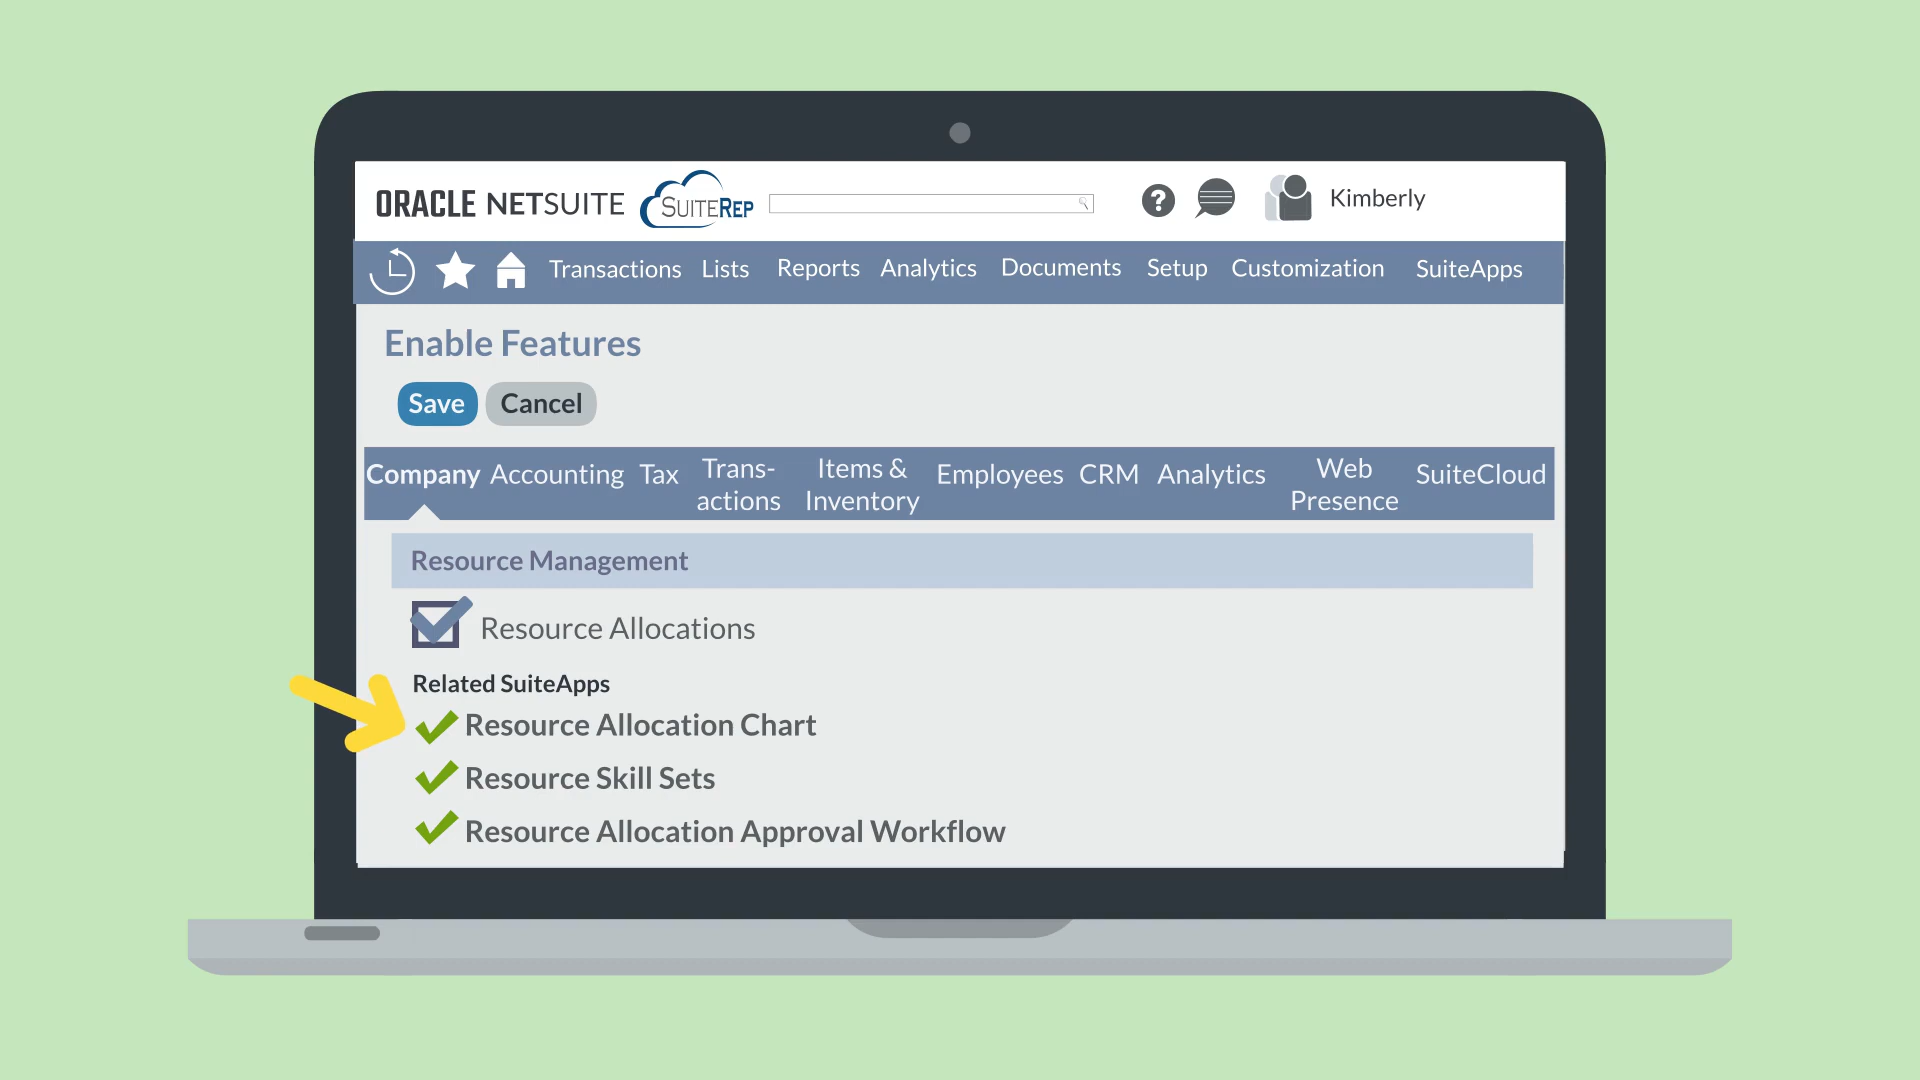 ORACLE NETSUITE SUITEREP ? Kimberly
Transactions Lists Reports Analytics Documents Setup Customization SuiteApps
Enable Features
Save Cancel
Company Accounting Tax Trans-
actions Items &
Inventory Employees CRM Analytics Web
Presence SuiteCloud
Resource Management
Resource Allocations
Related SuiteApps
Resource Allocation Chart
Resource Skill Sets
Resource Allocation Approval Workflow